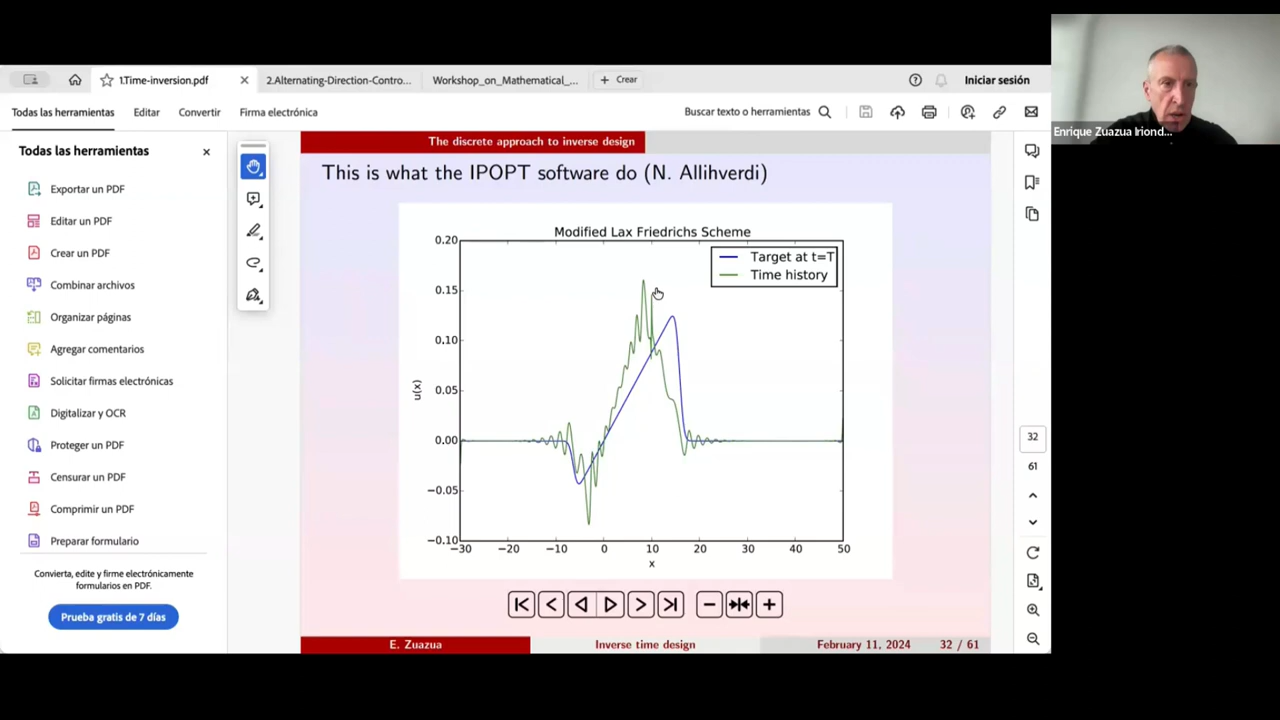 1.Time-inversion.pdf
2.Alternating-Direction-Contro...
Workshop_on_Mathematical_...
Crear
Iniciar sesión
Todas las herramientas
Editar
Convertir
Firma electrónica
Buscar texto o herramientas
Enrique Zuazua Iriond...
Todas las herramientas
Exportar un PDF
Editar un PDF
Crear un PDF
Combinar archivos
Organizar páginas
Agregar comentarios
Solicitar firmas electrónicas
Digitalizar y OCR
Proteger un PDF
Censurar un PDF
Comprimir un PDF
Preparar formulario
Convierta, edite y firme electrónicamente
formularios en PDF.
Prueba gratis de 7 días
The discrete approach to inverse design
This is what the IPOPT software do (N. Allihverdi)
Modified Lax Friedrichs Scheme
Target at t=T
Time history
0.20
0.15
0.10
0.05
0.00
−0.05
−0.10
u(x)
−30 −20 −10 0 10 20 30 40 50
x
E. Zuazua
Inverse time design
February 11, 2024
32 / 61
32
61